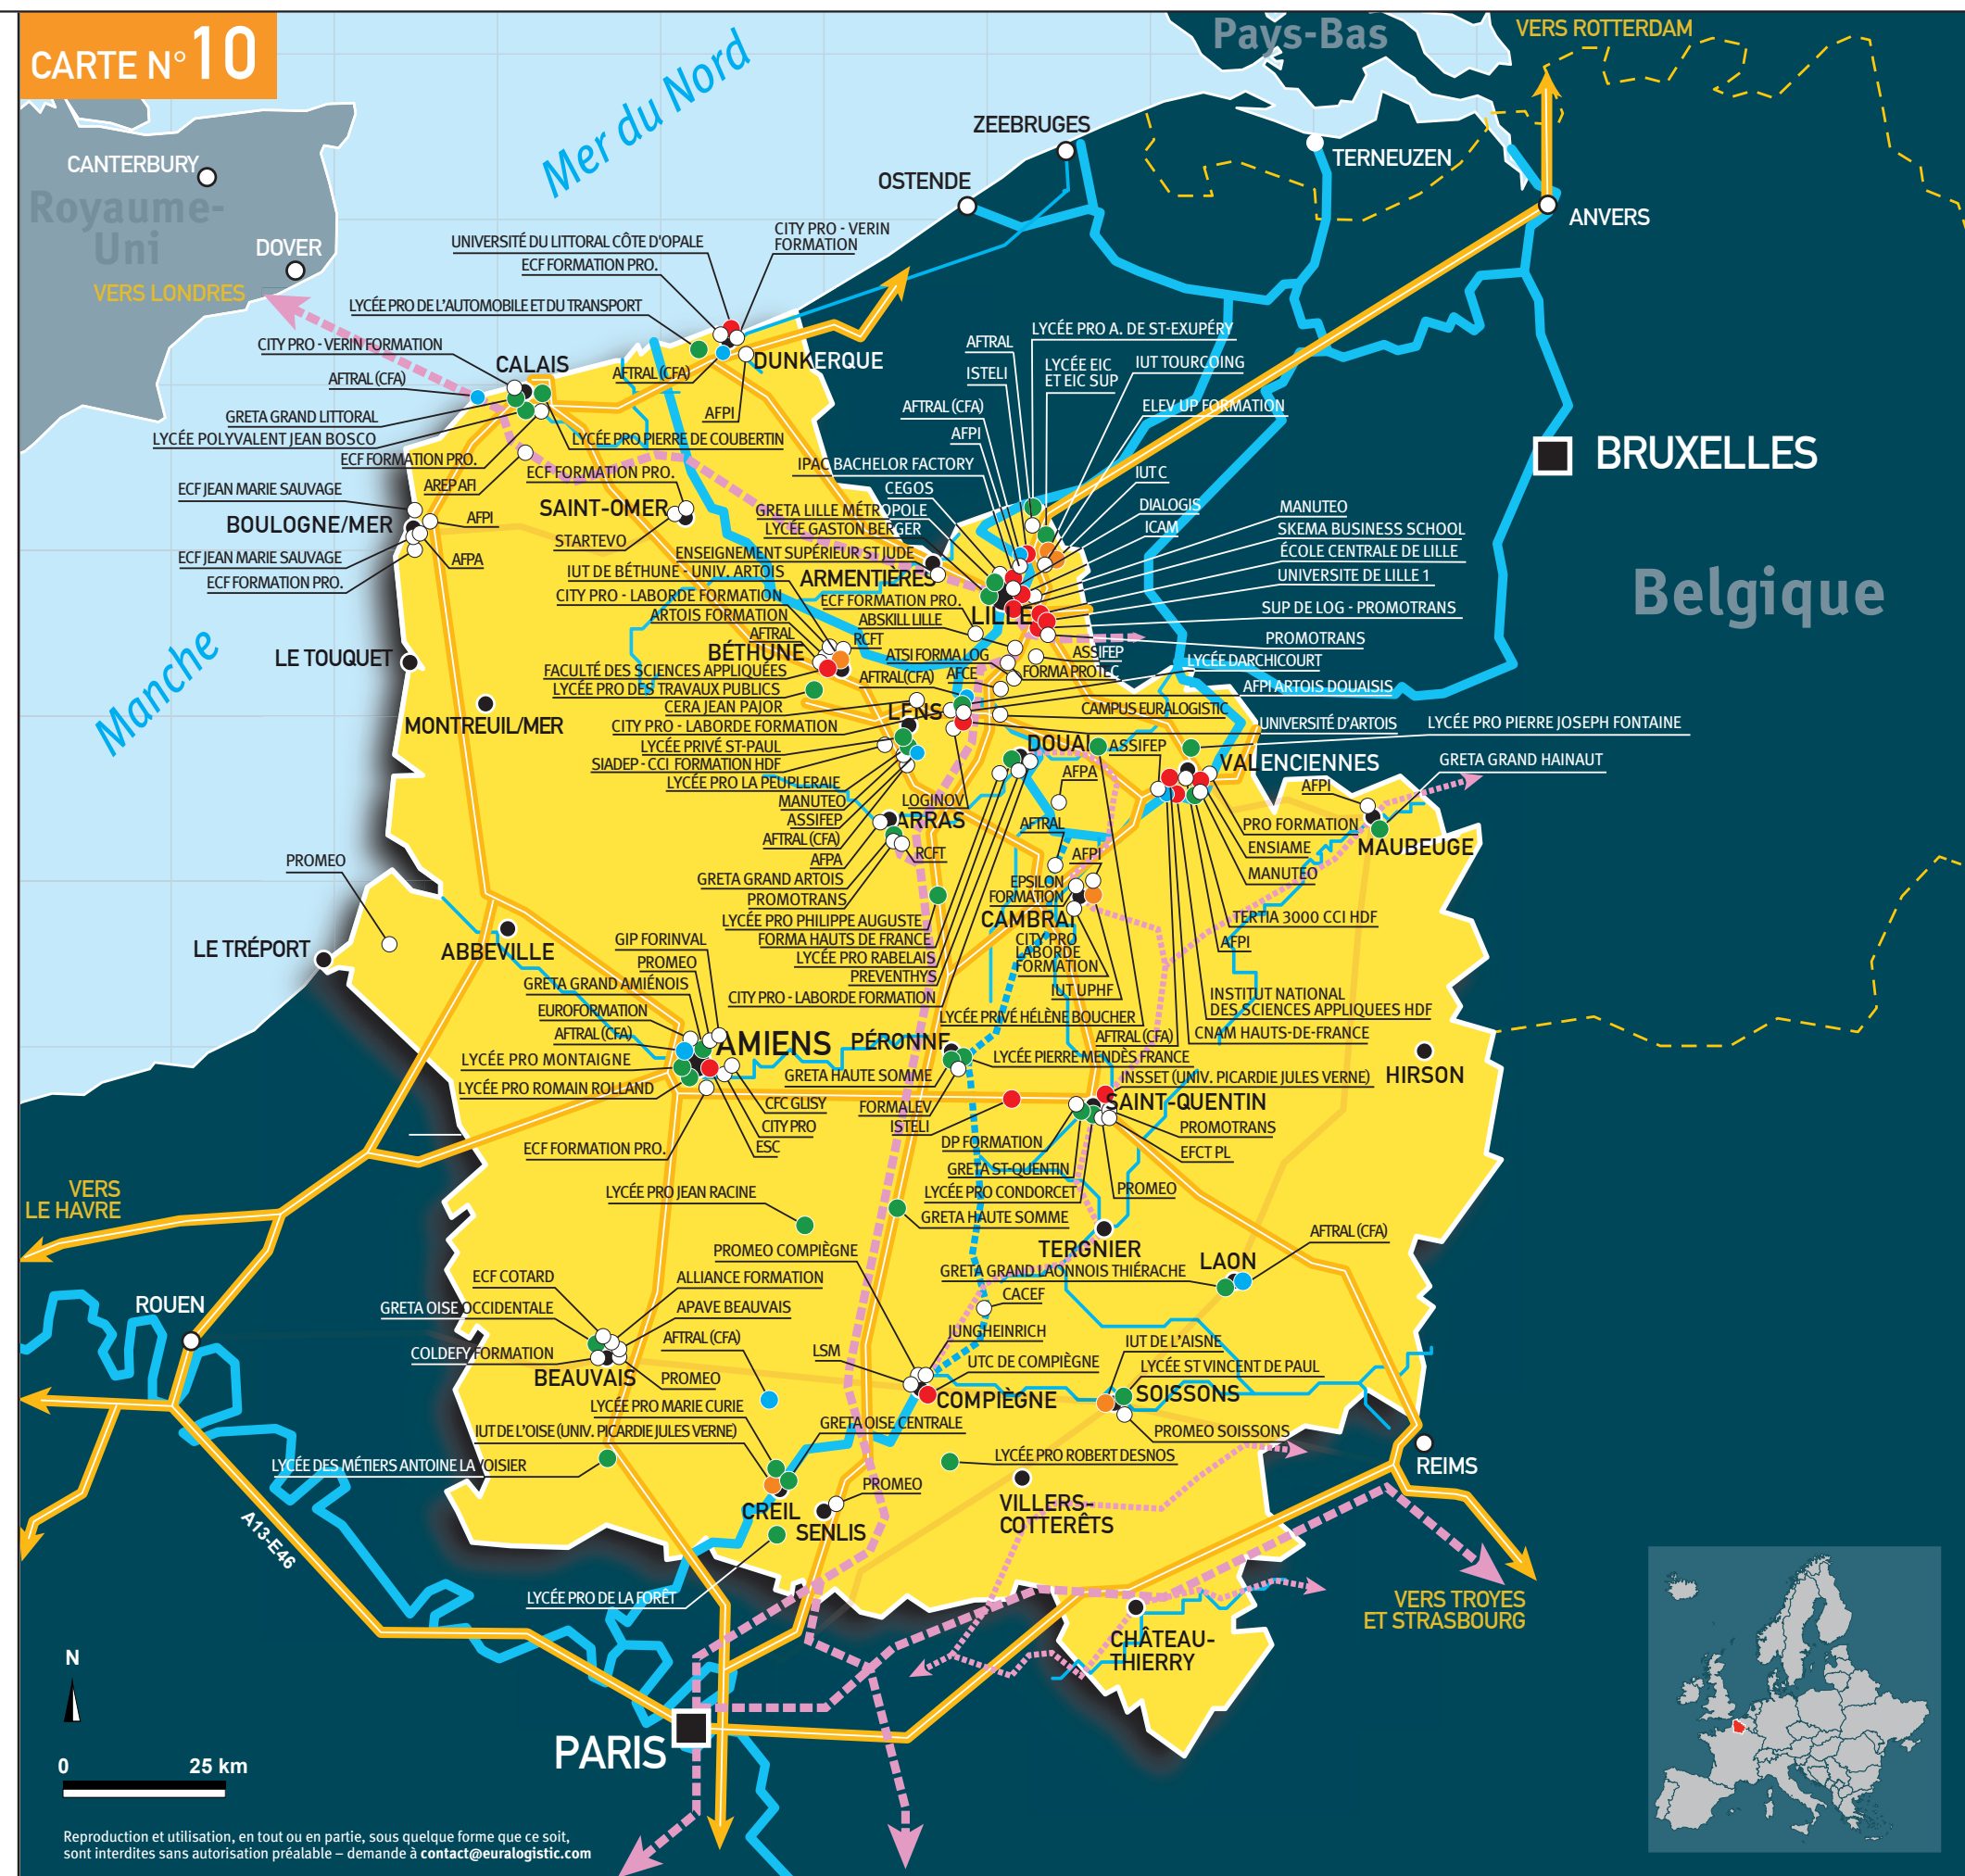 CARTE N°10
Pays-Bas
VERS ROTTERDAM
Mer du Nord
ZEEBRUGES
CANTERBURY
TERNEUZEN
OSTENDE
Royaume-
Uni
ANVERS
DOVER
VERS LONDRES
UNIVERSITÉ DU LITTORAL CÔTE D'OPALE
CITY PRO - VERIN
FORMATION
ECF FORMATION PRO.
LYCÉE PRO DE L'AUTOMOBILE ET DU TRANSPORT
CITY PRO - VERIN FORMATION
CALAIS
AFTRAL (CFA)
AFTRAL (CFA)
DUNKERQUE
AFPI
GRETA GRAND LITTORAL
LYCÉE POLYVALENT JEAN BOSCO
LYCÉE PRO PIERRE DE COUBERTIN
ECF FORMATION PRO.
AREP AFI
ECF FORMATION PRO.
AFTRAL
LYCÉE PRO A. DE ST-EXUPÉRY
ISTELI
LYCÉE EIC
ET EIC SUP
IUT TOURCOING
AFTRAL (CFA)
ELEV UP FORMATION
AFPI
IPAC BACHELOR FACTORY
IUT C
CEGOS
DIALOGIS
GRETA LILLE MÉTROPOLE
ICAM
LYCÉE GASTON BERGER
MANUTEO
SKEMA BUSINESS SCHOOL
ÉCOLE CENTRALE DE LILLE
UNIVERSITE DE LILLE 1
SUP DE LOG - PROMOTRANS
PROMOTRANS
BRUXELLES
Belgique
ECF JEAN MARIE SAUVAGE
BOULOGNE/MER
AFPI
ECF JEAN MARIE SAUVAGE
AFPA
ECF FORMATION PRO.
SAINT-OMER
STARTEVO
ENSEIGNEMENT SUPÉRIEUR ST JUDE
ARMENTIÈRES
IUT DE BÉTHUNE - UNIV. ARTOIS
CITY PRO - LABORDE FORMATION
ECF FORMATION PRO.
LILLE
ARTOIS FORMATION
ABSKILL LILLE
AFTRAL
RCFT
BÉTHUNE
ATSI FORMA LOG
ASSIFEP
FACULTÉ DES SCIENCES APPLIQUÉES
AFTRAL(CFA)
AFCE
FORMA PROTEC
LYCÉE DARCHICOURT
LYCÉE PRO DES TRAVAUX PUBLICS
AFPI ARTOIS DOUAISIS
CERA JEAN PAJOR
LENS
CAMPUS EURALOGISTIC
CITY PRO - LABORDE FORMATION
UNIVERSITÉ D'ARTOIS
LYCÉE PRO PIERRE JOSEPH FONTAINE
LYCÉE PRIVÉ ST-PAUL
DOUAI
ASSIFEP
SIADEP - CCI FORMATION HDF
VALENCIENNES
GRETA GRAND HAINAUT
LYCÉE PRO LA PEUPLERAIE
AFPA
AFPI
MANUTEO
LOGINOV
ASSIFEP
ARRAS
AFTRAL
PRO FORMATION
AFTRAL (CFA)
ENSIAME
MAUBEUGE
AFPA
RCFT
AFPI
MANUTEO
GRETA GRAND ARTOIS
EPSILON
FORMATION
PROMOTRANS
CAMBRAI
TERTIA 3000 CCI HDF
LYCÉE PRO PHILIPPE AUGUSTE
AFPI
FORMA HAUTS DE FRANCE
CITY PRO
LABORDE
FORMATION
LYCÉE PRO RABELAIS
PREVENTHYS
IUT UPHF
CITY PRO - LABORDE FORMATION
INSTITUT NATIONAL
DES SCIENCES APPLIQUEES HDF
LYCÉE PRIVÉ HÉLÈNE BOUCHER
CNAM HAUTS-DE-FRANCE
AFTRAL (CFA)
Manche
LE TOUQUET
MONTREUIL/MER
PROMEO
LE TRÉPORT
ABBEVILLE
GIP FORINVAL
PROMEO
GRETA GRAND AMIÉNOIS
EUROFORMATION
AFTRAL (CFA)
AMIENS
LYCÉE PRO MONTAIGNE
LYCÉE PRO ROMAIN ROLLAND
CFC GLISY
CITY PRO
ESC
ECF FORMATION PRO.
PÉRONNE
LYCÉE PIERRE MENDÈS FRANCE
GRETA HAUTE SOMME
FORMALEV
ISTELI
INSSET (UNIV. PICARDIE JULES VERNE)
SAINT-QUENTIN
HIRSON
DP FORMATION
PROMOTRANS
EFCT PL
GRETA ST-QUENTIN
LYCÉE PRO CONDORCET
PROMEO
GRETA HAUTE SOMME
LYCÉE PRO JEAN RACINE
TERGNIER
LAON
AFTRAL (CFA)
GRETA GRAND LAONNOIS THIÉRACHE
PROMEO COMPIÈGNE
CACEF
VERS
LE HAVRE
ROUEN
ECF COTARD
ALLIANCE FORMATION
GRETA OISE OCCIDENTALE
APAVE BEAUVAIS
AFTRAL (CFA)
COLDEFY FORMATION
BEAUVAIS
PROMEO
LSM
JUNGHEINRICH
UTC DE COMPIÈGNE
COMPIÈGNE
IUT DE L'AISNE
LYCÉE ST VINCENT DE PAUL
SOISSONS
PROMEO SOISSONS
LYCÉE PRO MARIE CURIE
GRETA OISE CENTRALE
IUT DE L'OISE (UNIV. PICARDIE JULES VERNE)
LYCÉE DES MÉTIERS ANTOINE LAVOISIER
LYCÉE PRO ROBERT DESNOS
REIMS
PROMEO
CREIL
SENLIS
VILLERS-
COTTERÊTS
A13-E46
LYCÉE PRO DE LA FORÊT
VERS TROYES
ET STRASBOURG
CHÂTEAU-
THIERRY
PARIS
N
0 25 km
Reproduction et utilisation, en tout ou en partie, sous quelque forme que ce soit,
sont interdites sans autorisation préalable – demande à contact@euralogistic.com